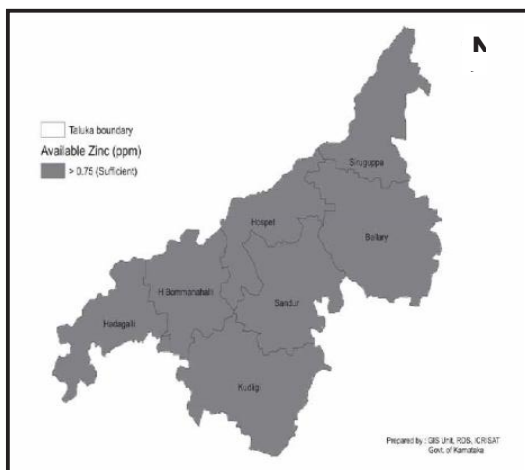 N
Taluka boundary
Available Zinc (ppm)
> 0.75 (Sufficient)
Siruguppa
Hospet
Bellary
H Bommanahalli
Sandur
Hadagalli
Kudligi
Prepared by : GIS Unit, RDS, ICRISAT
Govt. of Karnataka